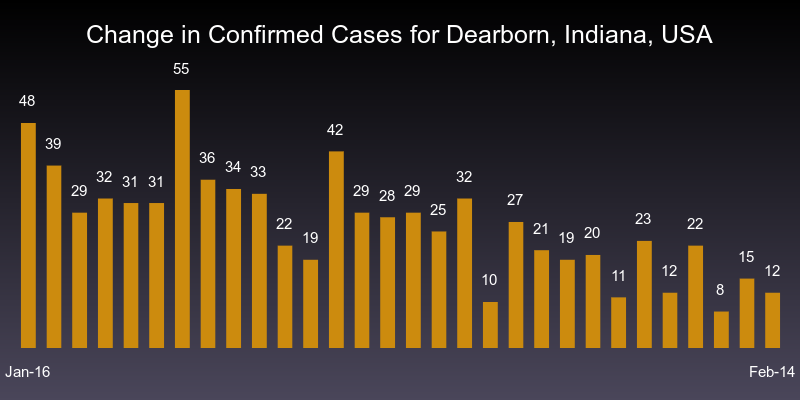 Change in Confirmed Cases for Dearborn, Indiana, USA
48 39 29 32 31 31 55 36 34 33 22 19 42 29 28 29 25 32 10 27 21 19 20 11 23 12 22 8 15 12
Jan-16 Feb-14